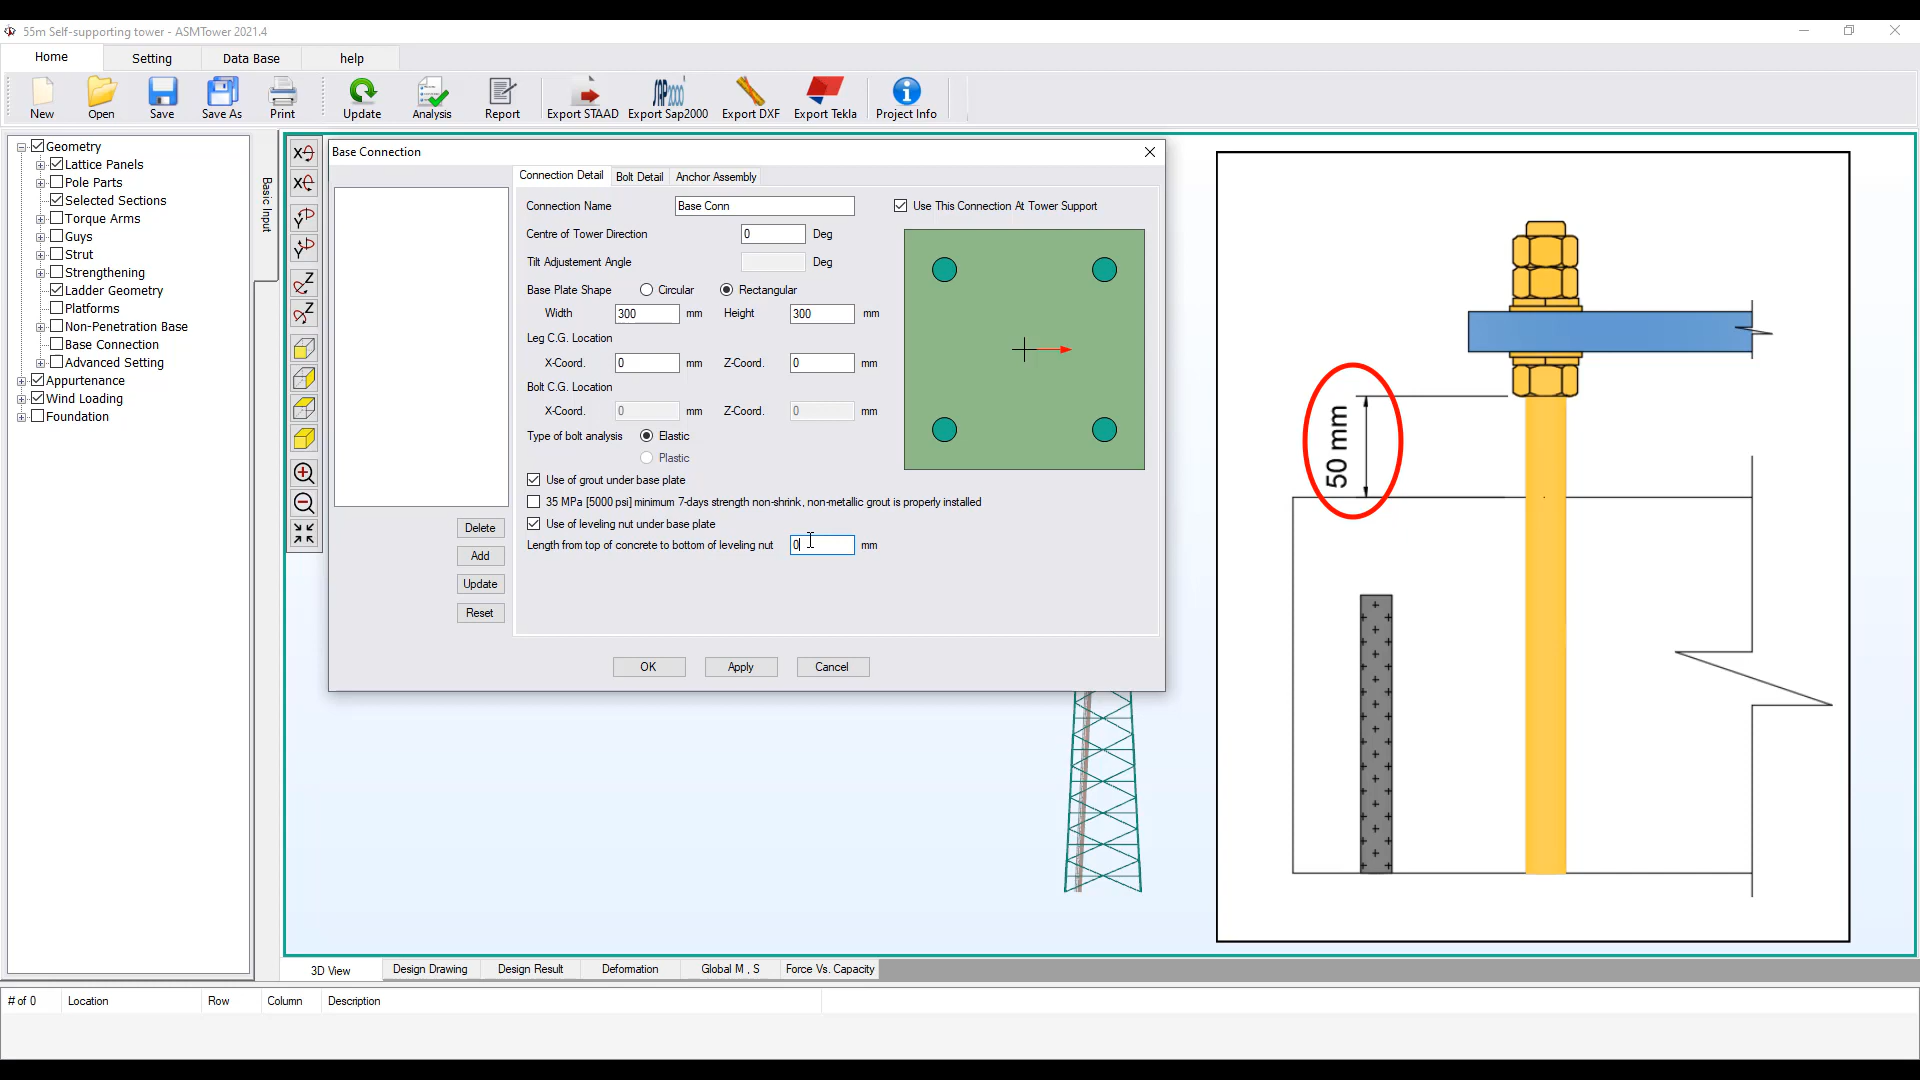 55m Self-supporting tower - ASMTower 2021.4
Home Setting Data Base help
New Open Save Save As Print Update Analysis Report Export STAAD Export Sap2000 Export DXF Export Tekla Project Info
Geometry
Lattice Panels
Pole Parts
Selected Sections
Torque Arms
Guys
Strut
Strengthening
Ladder Geometry
Platforms
Non-Penetration Base
Base Connection
Advanced Setting
Appurtenance
Wind Loading
Foundation
Basic Input
Base Connection
Connection Detail Bolt Detail Anchor Assembly
Connection Name Base Conn Use This Connection At Tower Support
Centre of Tower Direction 0 Deg
Tilt Adjustment Angle Deg
Base Plate Shape Circular Rectangular
Width 300 mm Height 300 mm
Leg C.G. Location
X-Coord. 0 mm Z-Coord. 0 mm
Bolt C.G. Location
X-Coord. 0 mm Z-Coord. 0 mm
Type of bolt analysis Elastic
Plastic
Use of grout under base plate
35 MPa [5000 psi] minimum 7-days strength non-shrink, non-metallic grout is properly installed
Use of leveling nut under base plate
Length from top of concrete to bottom of leveling nut 0 mm
Delete
Add
Update
Reset
OK Apply Cancel
50 mm
3D View Design Drawing Design Result Deformation Global M , S Force Vs. Capacity
# of 0 Location Row Column Description